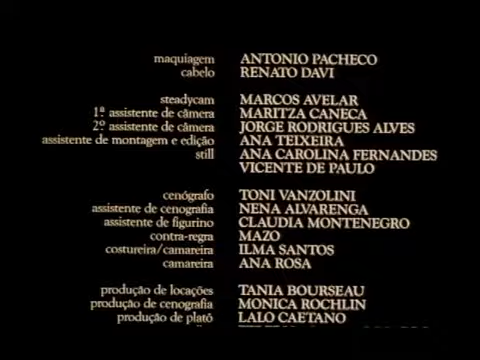 maquiagem ANTONIO PACHECO
cabelo RENATO DAVI
steadycam MARCOS AVELAR
1ª assistente de câmera MARITZA CANECA
2º assistente de câmera JORGE RODRIGUES ALVES
assistente de montagem e edição ANA TEIXEIRA
still ANA CAROLINA FERNANDES
VICENTE DE PAULO
cenógrafo TONI VANZOLINI
assistente de cenografia NENA ALVARENGA
assistente de figurino CLAUDIA MONTENEGRO
contra-regra MAZO
costureira/camareira ILMA SANTOS
camareira ANA ROSA
produção de locações TANIA BOURSEAU
produção de cenografia MONICA ROCHLIN
produção de platô LALO CAETANO